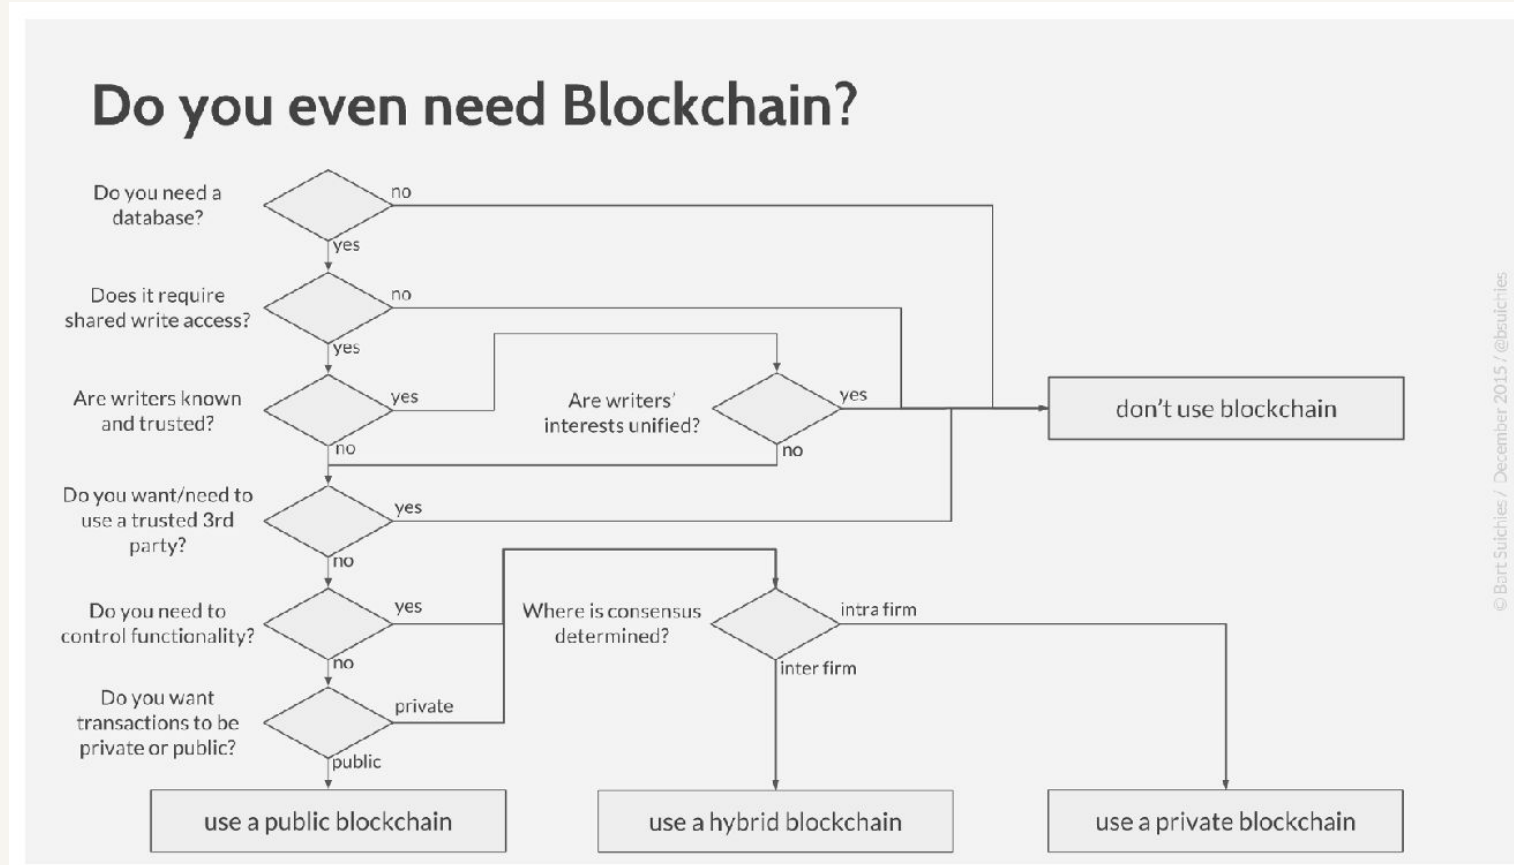 Do you even need Blockchain?
Do you need a
database?
no
yes
Does it require
shared write access?
no
yes
Are writers known
and trusted?
yes
no
Are writers'
interests unified?
yes
no
don't use blockchain
Do you want/need to
use a trusted 3rd
party?
yes
no
Do you need to
control functionality?
yes
no
Where is consensus
determined?
intra firm
inter firm
Do you want
transactions to be
private or public?
private
public
use a public blockchain
use a hybrid blockchain
use a private blockchain
© Bart Suichies / December 2015 / @bsuichies